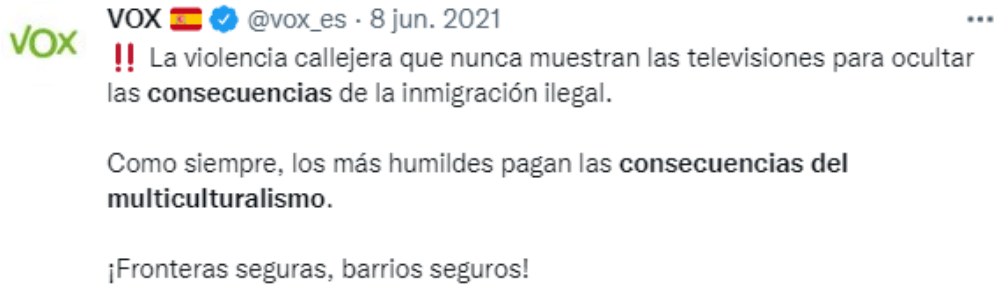 VOX
VOX 🇪🇸 @vox_es · 8 jun. 2021
‼️ La violencia callejera que nunca muestran las televisiones para ocultar
las consecuencias de la inmigración ilegal.
Como siempre, los más humildes pagan las consecuencias del
multiculturalismo.
¡Fronteras seguras, barrios seguros!